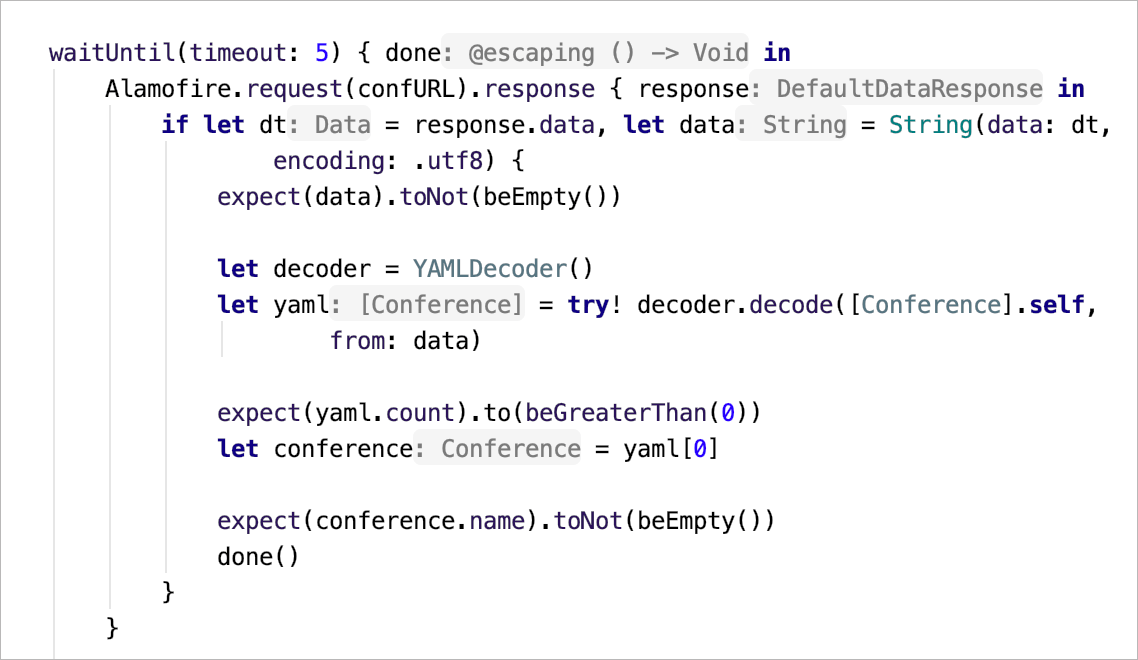 waitUntil(timeout: 5) { done: @escaping () -> Void in
Alamofire.request(confURL).response { response: DefaultDataResponse in
if let dt: Data = response.data, let data: String = String(data: dt,
encoding: .utf8) {
expect(data).toNot(beEmpty())
let decoder = YAMLDecoder()
let yaml: [Conference] = try! decoder.decode([Conference].self,
from: data)
expect(yaml.count).to(beGreaterThan(0))
let conference: Conference = yaml[0]
expect(conference.name).toNot(beEmpty())
done()
}
}